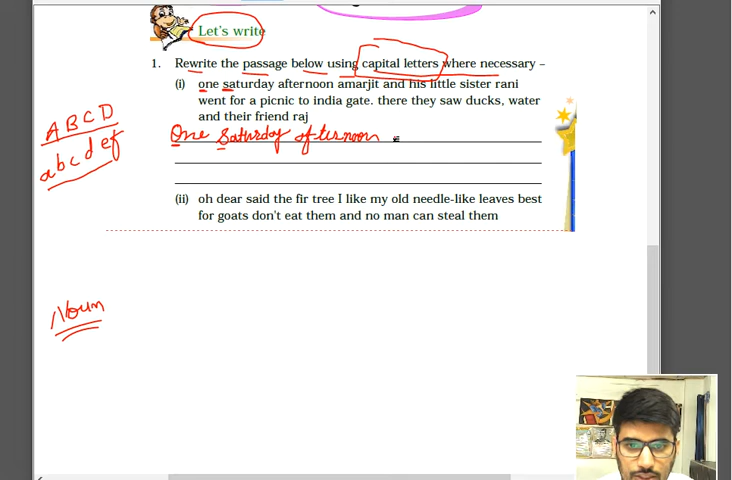 Let's write
1. Rewrite the passage below using capital letters where necessary –
(i) one saturday afternoon amarjit and his little sister rani
went for a picnic to india gate. there they saw ducks, water
and their friend raj
A B C D
a b c d e f
One Saturday afternoon
(ii) oh dear said the fir tree I like my old needle-like leaves best
for goats don't eat them and no man can steal them
Noun